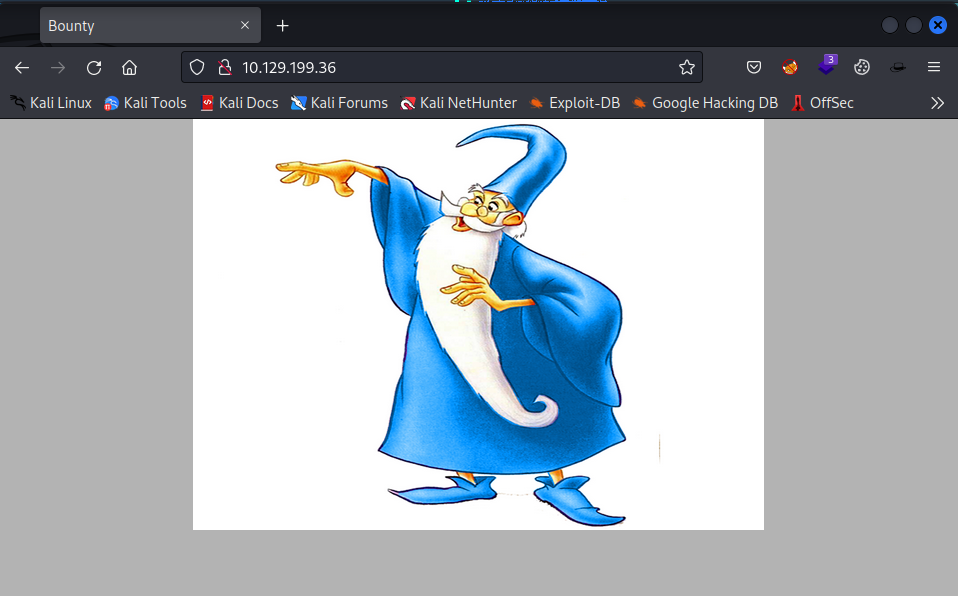 Bounty
3
10.129.199.36
Kali Linux Kali Tools Kali Docs Kali Forums Kali NetHunter Exploit-DB Google Hacking DB OffSec